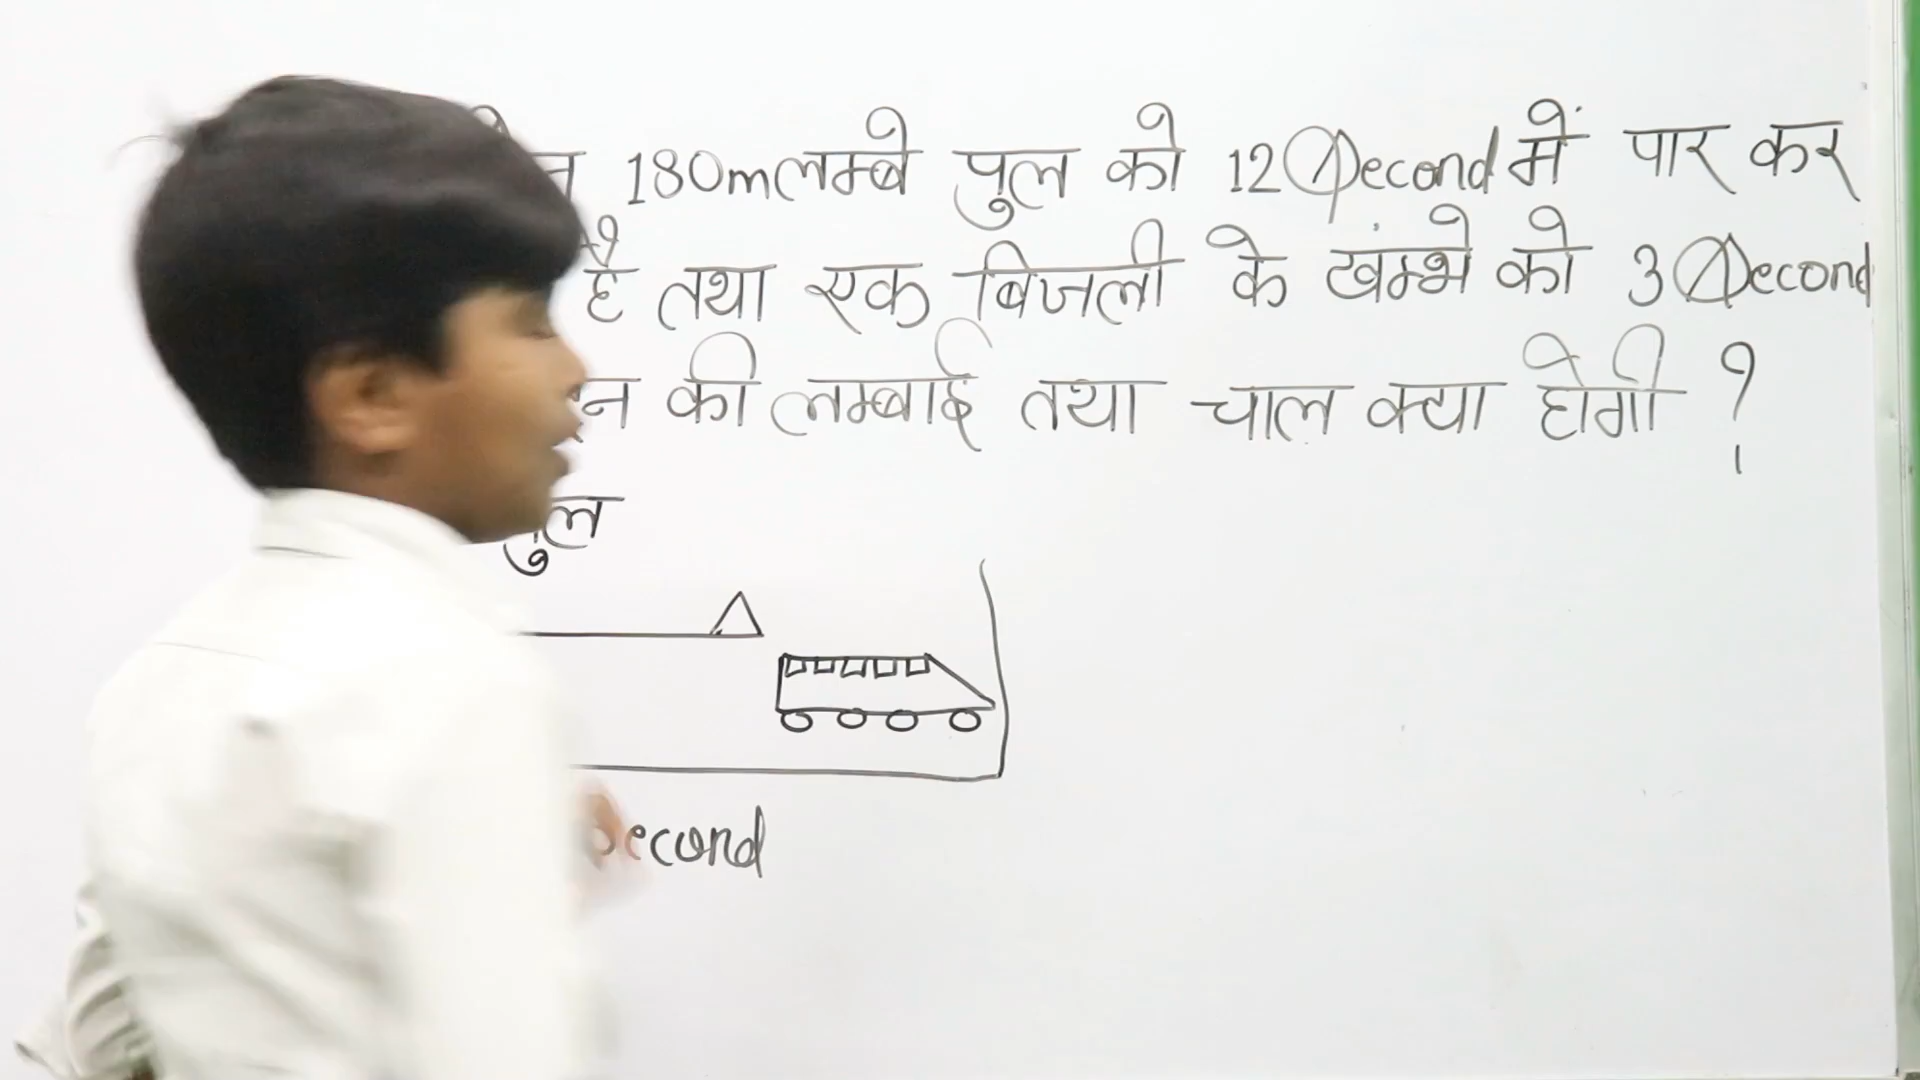 180m लम्बे पुल को 12 Second में पार कर
है तथा एक बिजली के खंम्भे को 3 Second
की लम्बाई तथा चाल क्या होगी ?
पुल
Second